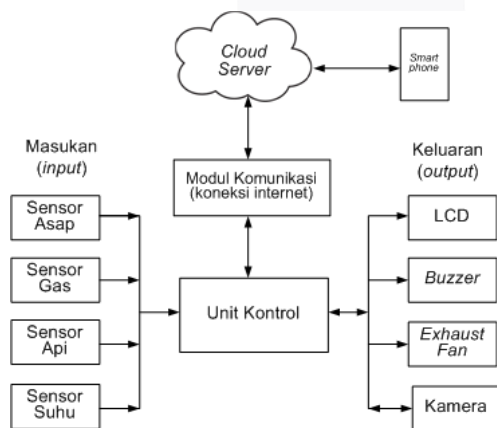 Cloud
Server
Smart
phone
Masukan
(input)
Modul Komunikasi
(koneksi internet)
Keluaran
(output)
Sensor
Asap
Sensor
Gas
Sensor
Api
Sensor
Suhu
Unit Kontrol
LCD
Buzzer
Exhaust
Fan
Kamera